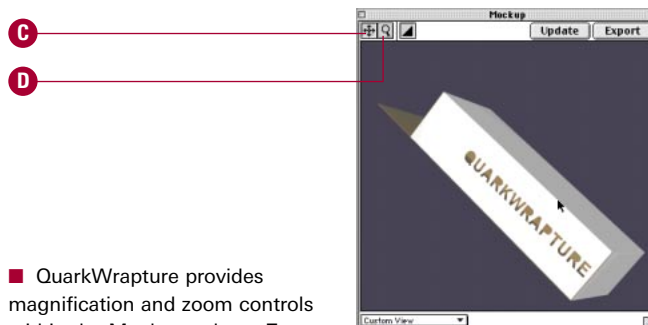 Mockup
C
Update
Export
D
QUARKWRAPTURE
■ QuarkWrapture provides
magnification and zoom controls
Custom View